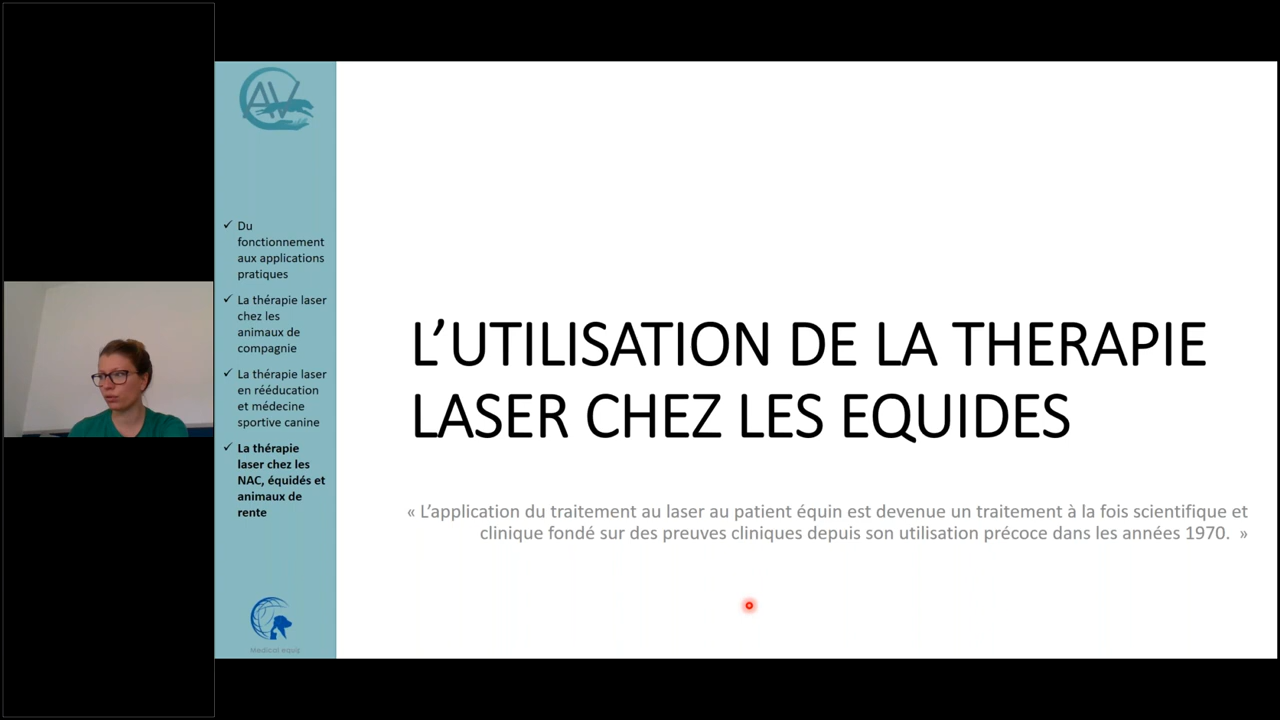 AV
✓ Du
fonctionnement
aux applications
pratiques
✓ La thérapie laser
chez les
animaux de
compagnie
✓ La thérapie laser
en rééducation
et médecine
sportive canine
✓ La thérapie
laser chez les
NAC, équidés et
animaux de
rente
Medical equip
L’UTILISATION DE LA THERAPIE
LASER CHEZ LES EQUIDES
« L’application du traitement au laser au patient équin est devenue un traitement à la fois scientifique et
clinique fondé sur des preuves cliniques depuis son utilisation précoce dans les années 1970. »